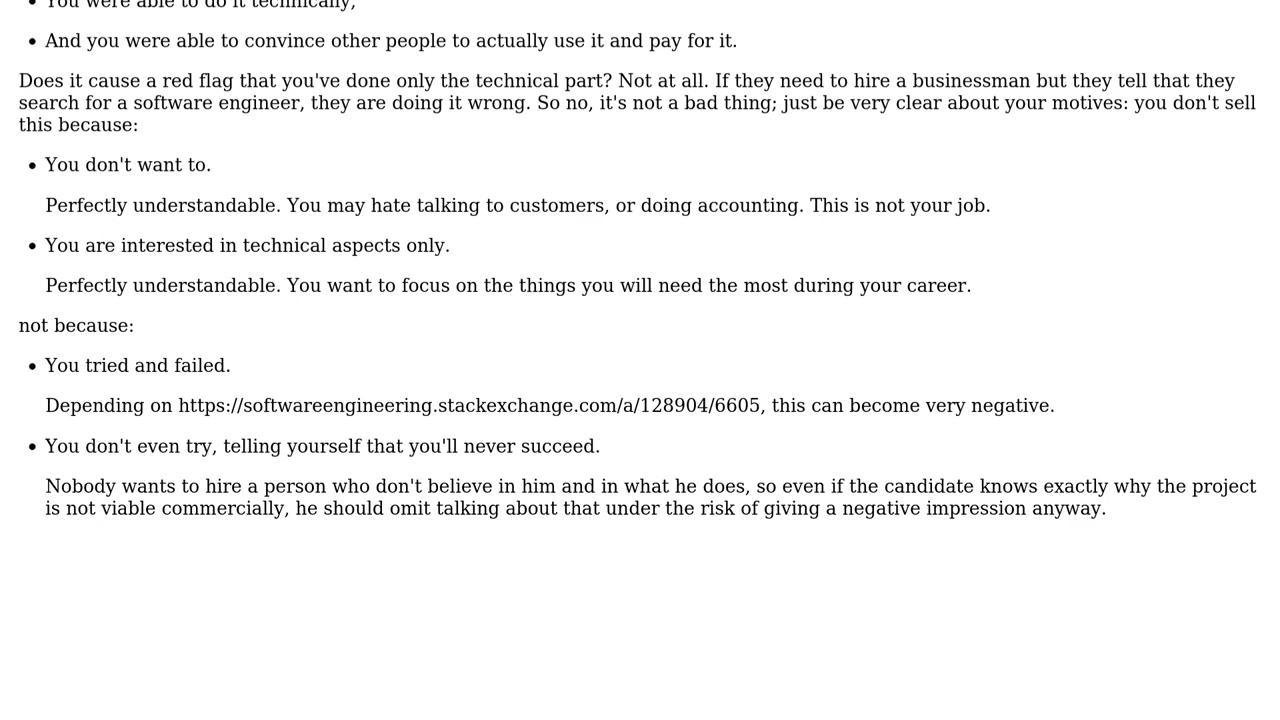 You were able to do it technically,
And you were able to convince other people to actually use it and pay for it.
Does it cause a red flag that you've done only the technical part? Not at all. If they need to hire a businessman but they tell that they
search for a software engineer, they are doing it wrong. So no, it's not a bad thing; just be very clear about your motives: you don't sell
this because:
You don't want to.
Perfectly understandable. You may hate talking to customers, or doing accounting. This is not your job.
You are interested in technical aspects only.
Perfectly understandable. You want to focus on the things you will need the most during your career.
not because:
You tried and failed.
Depending on https://softwareengineering.stackexchange.com/a/128904/6605, this can become very negative.
You don't even try, telling yourself that you'll never succeed.
Nobody wants to hire a person who don't believe in him and in what he does, so even if the candidate knows exactly why the project
is not viable commercially, he should omit talking about that under the risk of giving a negative impression anyway.